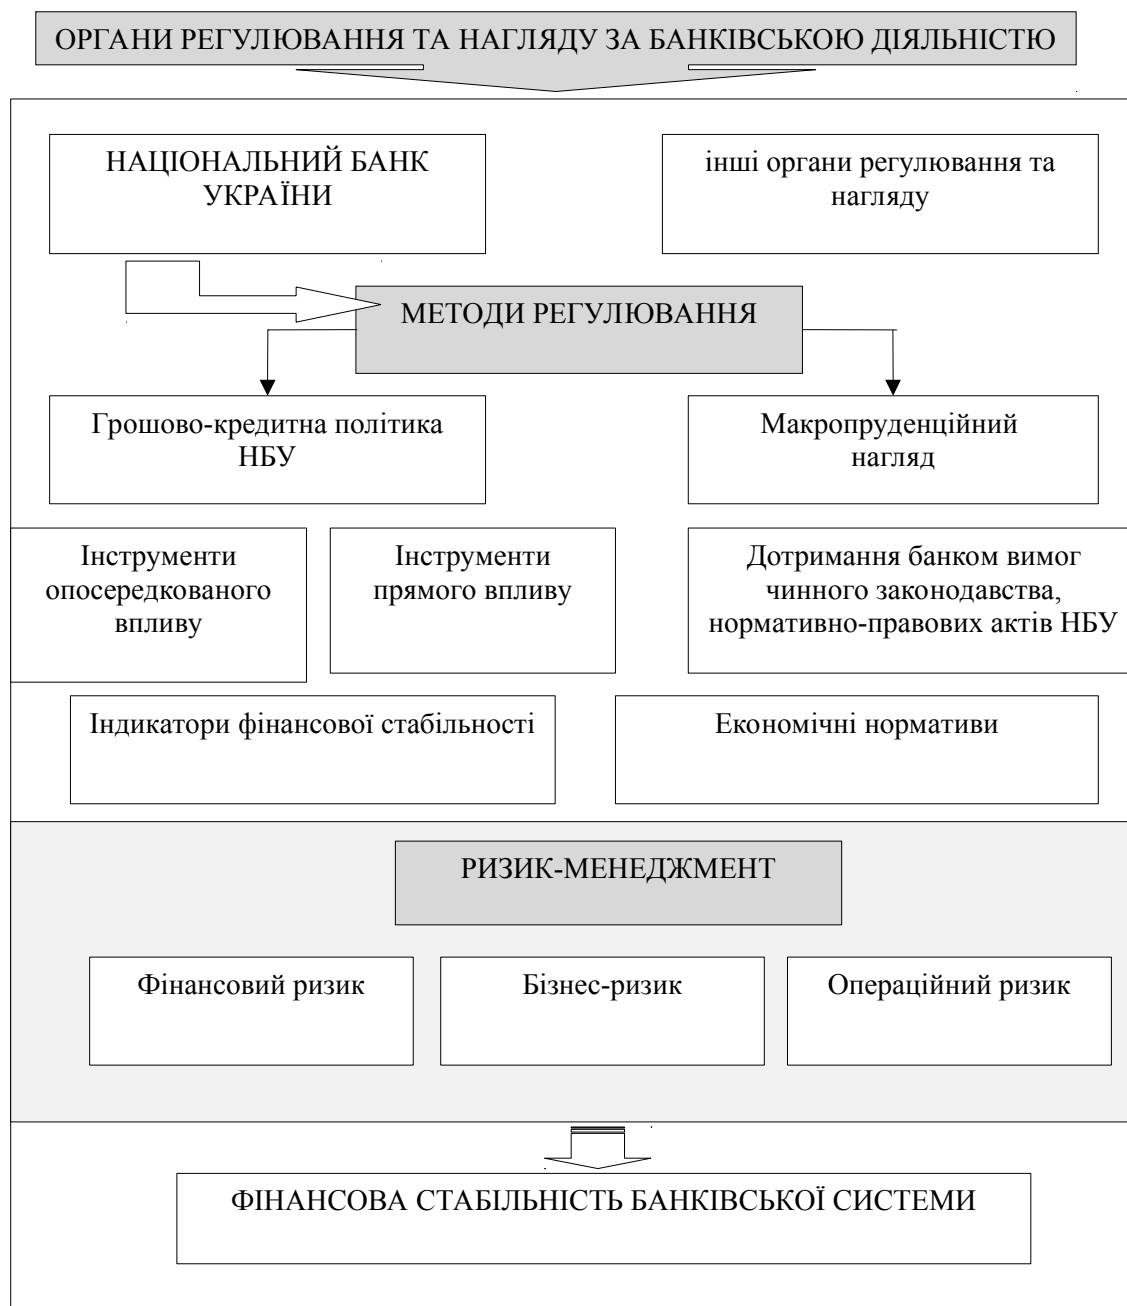 ОРГАНИ РЕГУЛЮВАННЯ ТА НАГЛЯДУ ЗА БАНКІВСЬКОЮ ДІЯЛЬНІСТЮ
НАЦІОНАЛЬНИЙ БАНК
УКРАЇНИ
інші органи регулювання та
нагляду
МЕТОДИ РЕГУЛЮВАННЯ
Грошово-кредитна політика
НБУ
Макропруденційний
нагляд
Інструменти
опосередкованого
впливу
Інструменти
прямого впливу
Дотримання банком вимог
чинного законодавства,
нормативно-правових актів НБУ
Індикатори фінансової стабільності
Економічні нормативи
РИЗИК-МЕНЕДЖМЕНТ
Фінансовий ризик
Бізнес-ризик
Операційний ризик
ФІНАНСОВА СТАБІЛЬНІСТЬ БАНКІВСЬКОЇ СИСТЕМИ